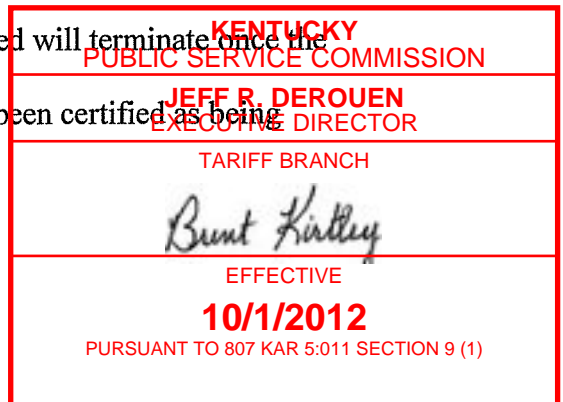 ed will terminate once the
KENTUCKY
PUBLIC SERVICE COMMISSION
been certified as being
JEFF R. DEROUEN
EXECUTIVE DIRECTOR
TARIFF BRANCH
Bunt Kirtley
EFFECTIVE
10/1/2012
PURSUANT TO 807 KAR 5:011 SECTION 9 (1)